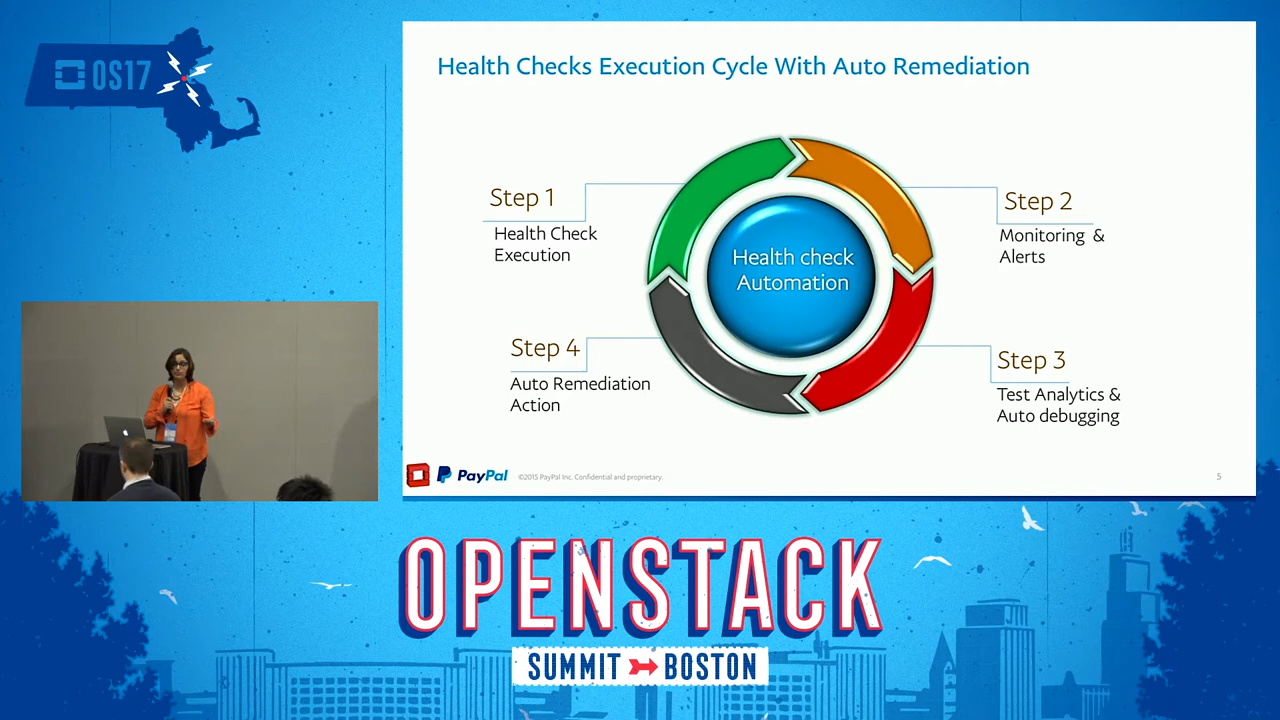 OS17
Health Checks Execution Cycle With Auto Remediation
Step 1
Health Check
Execution
Step 2
Monitoring &
Alerts
Health check
Automation
Step 4
Auto Remediation
Action
Step 3
Test Analytics &
Auto debugging
PayPal
©2015 PayPal Inc. Confidential and proprietary.
5
OPENSTACK
SUMMIT BOSTON